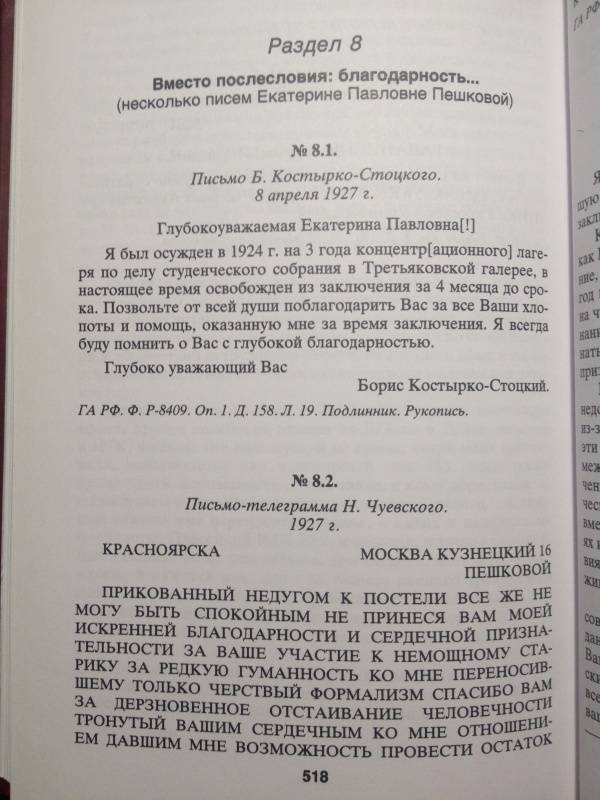 Раздел 8
Вместо послесловия: благодарность...
(несколько писем Екатерине Павловне Пешковой)
№ 8.1.
Письмо Б. Костырко-Стоцкого.
8 апреля 1927 г.
Глубокоуважаемая Екатерина Павловна[!]
Я был осужден в 1924 г. на 3 года концентр[ационного] лаге-
ря по делу студенческого собрания в Третьяковской галерее, в
настоящее время освобожден из заключения за 4 месяца до сро-
ка. Позвольте от всей души поблагодарить Вас за все Ваши хло-
поты и помощь, оказанную мне за время заключения. Я всегда
буду помнить о Вас с глубокой благодарностью.
Глубоко уважающий Вас
Борис Костырко-Стоцкий.
ГА РФ. Ф. Р-8409. Оп. 1. Д. 158. Л. 19. Подлинник. Рукопись.
№ 8.2.
Письмо-телеграмма Н. Чуевского.
1927 г.
КРАСНОЯРСКА МОСКВА КУЗНЕЦКИЙ 16
ПЕШКОВОЙ
ПРИКОВАННЫЙ НЕДУГОМ К ПОСТЕЛИ ВСЕ ЖЕ НЕ
МОГУ БЫТЬ СПОКОЙНЫМ НЕ ПРИНЕСЯ ВАМ МОЕЙ
ИСКРЕННЕЙ БЛАГОДАРНОСТИ И СЕРДЕЧНОЙ ПРИЗНА-
ТЕЛЬНОСТИ ЗА ВАШЕ УЧАСТИЕ К НЕМОЩНОМУ СТА-
РИКУ ЗА РЕДКУЮ ГУМАННОСТЬ КО МНЕ ПЕРЕНОСИВ-
ШЕМУ ТОЛЬКО ЧЕРСТВЫЙ ФОРМАЛИЗМ СПАСИБО ВАМ
ЗА ДЕРЗНОВЕННОЕ ОТСТАИВАНИЕ ЧЕЛОВЕЧНОСТИ
ТРОНУТЫЙ ВАШИМ СЕРДЕЧНЫМ КО МНЕ ОТНОШЕНИ-
ЕМ ДАВШИМ МНЕ ВОЗМОЖНОСТЬ ПРОВЕСТИ ОСТАТОК
518